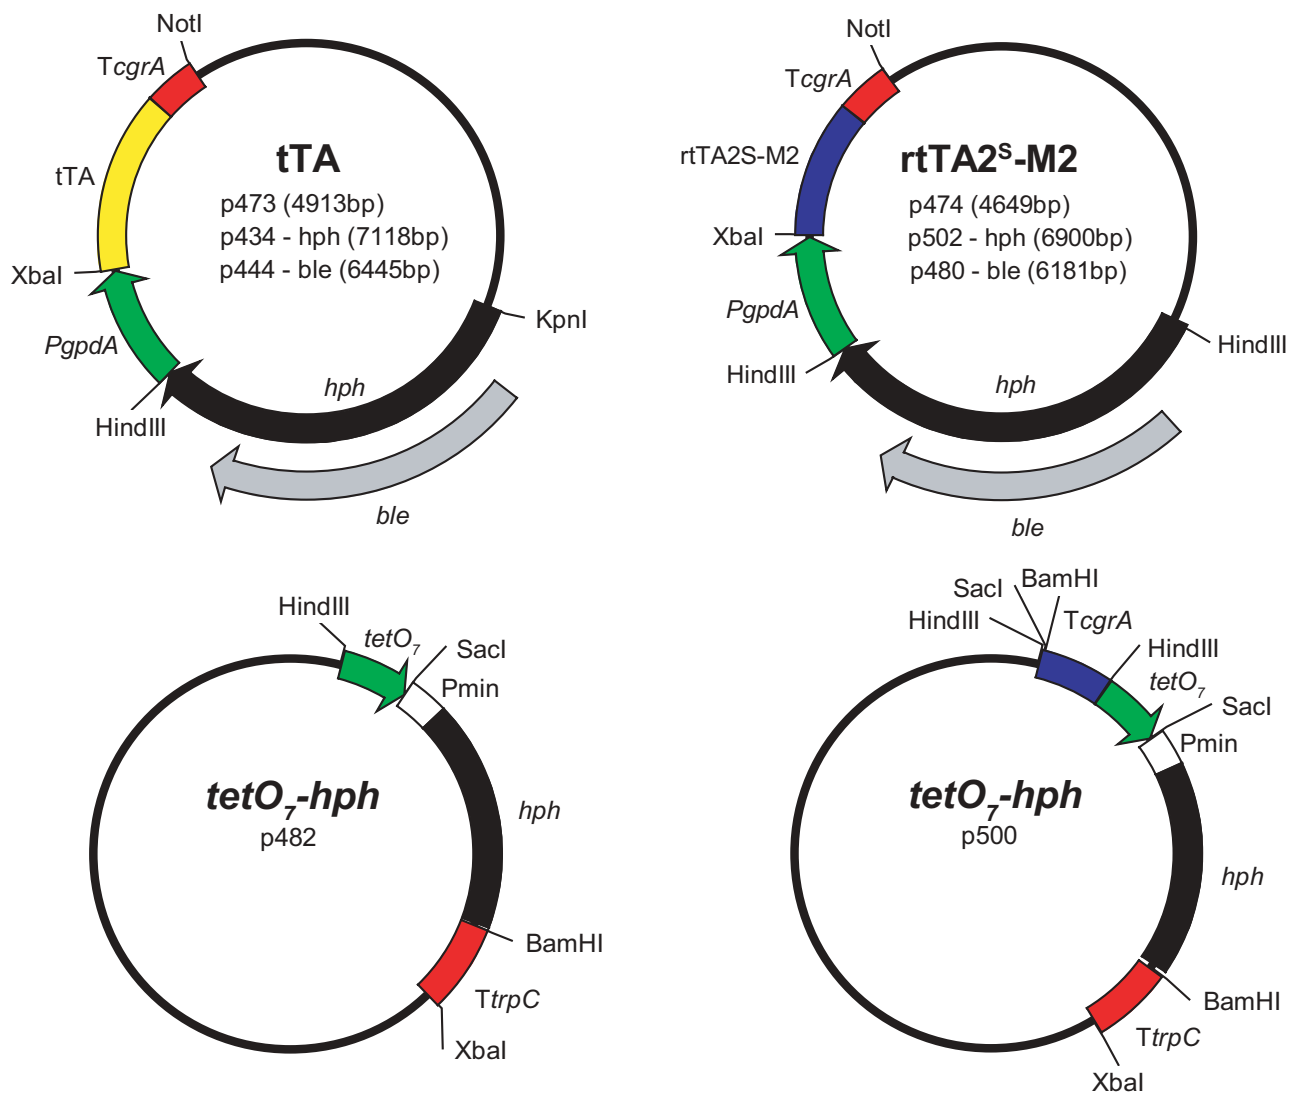 NotI
TcgrA
tTA
XbaI
PgpdA
HindIII
tTA
p473 (4913bp)
p434 - hph (7118bp)
p444 - ble (6445bp)
KpnI
hph
ble
NotI
TcgrA
rtTA2S-M2
XbaI
PgpdA
HindIII
rtTA2ˢ-M2
p474 (4649bp)
p502 - hph (6900bp)
p480 - ble (6181bp)
HindIII
hph
ble
HindIII
tetO₇
SacI
Pmin
tetO₇-hph
p482
hph
BamHI
TtrpC
XbaI
SacI
BamHI
HindIII
TcgrA
HindIII
tetO₇
SacI
Pmin
tetO₇-hph
p500
hph
BamHI
TtrpC
XbaI